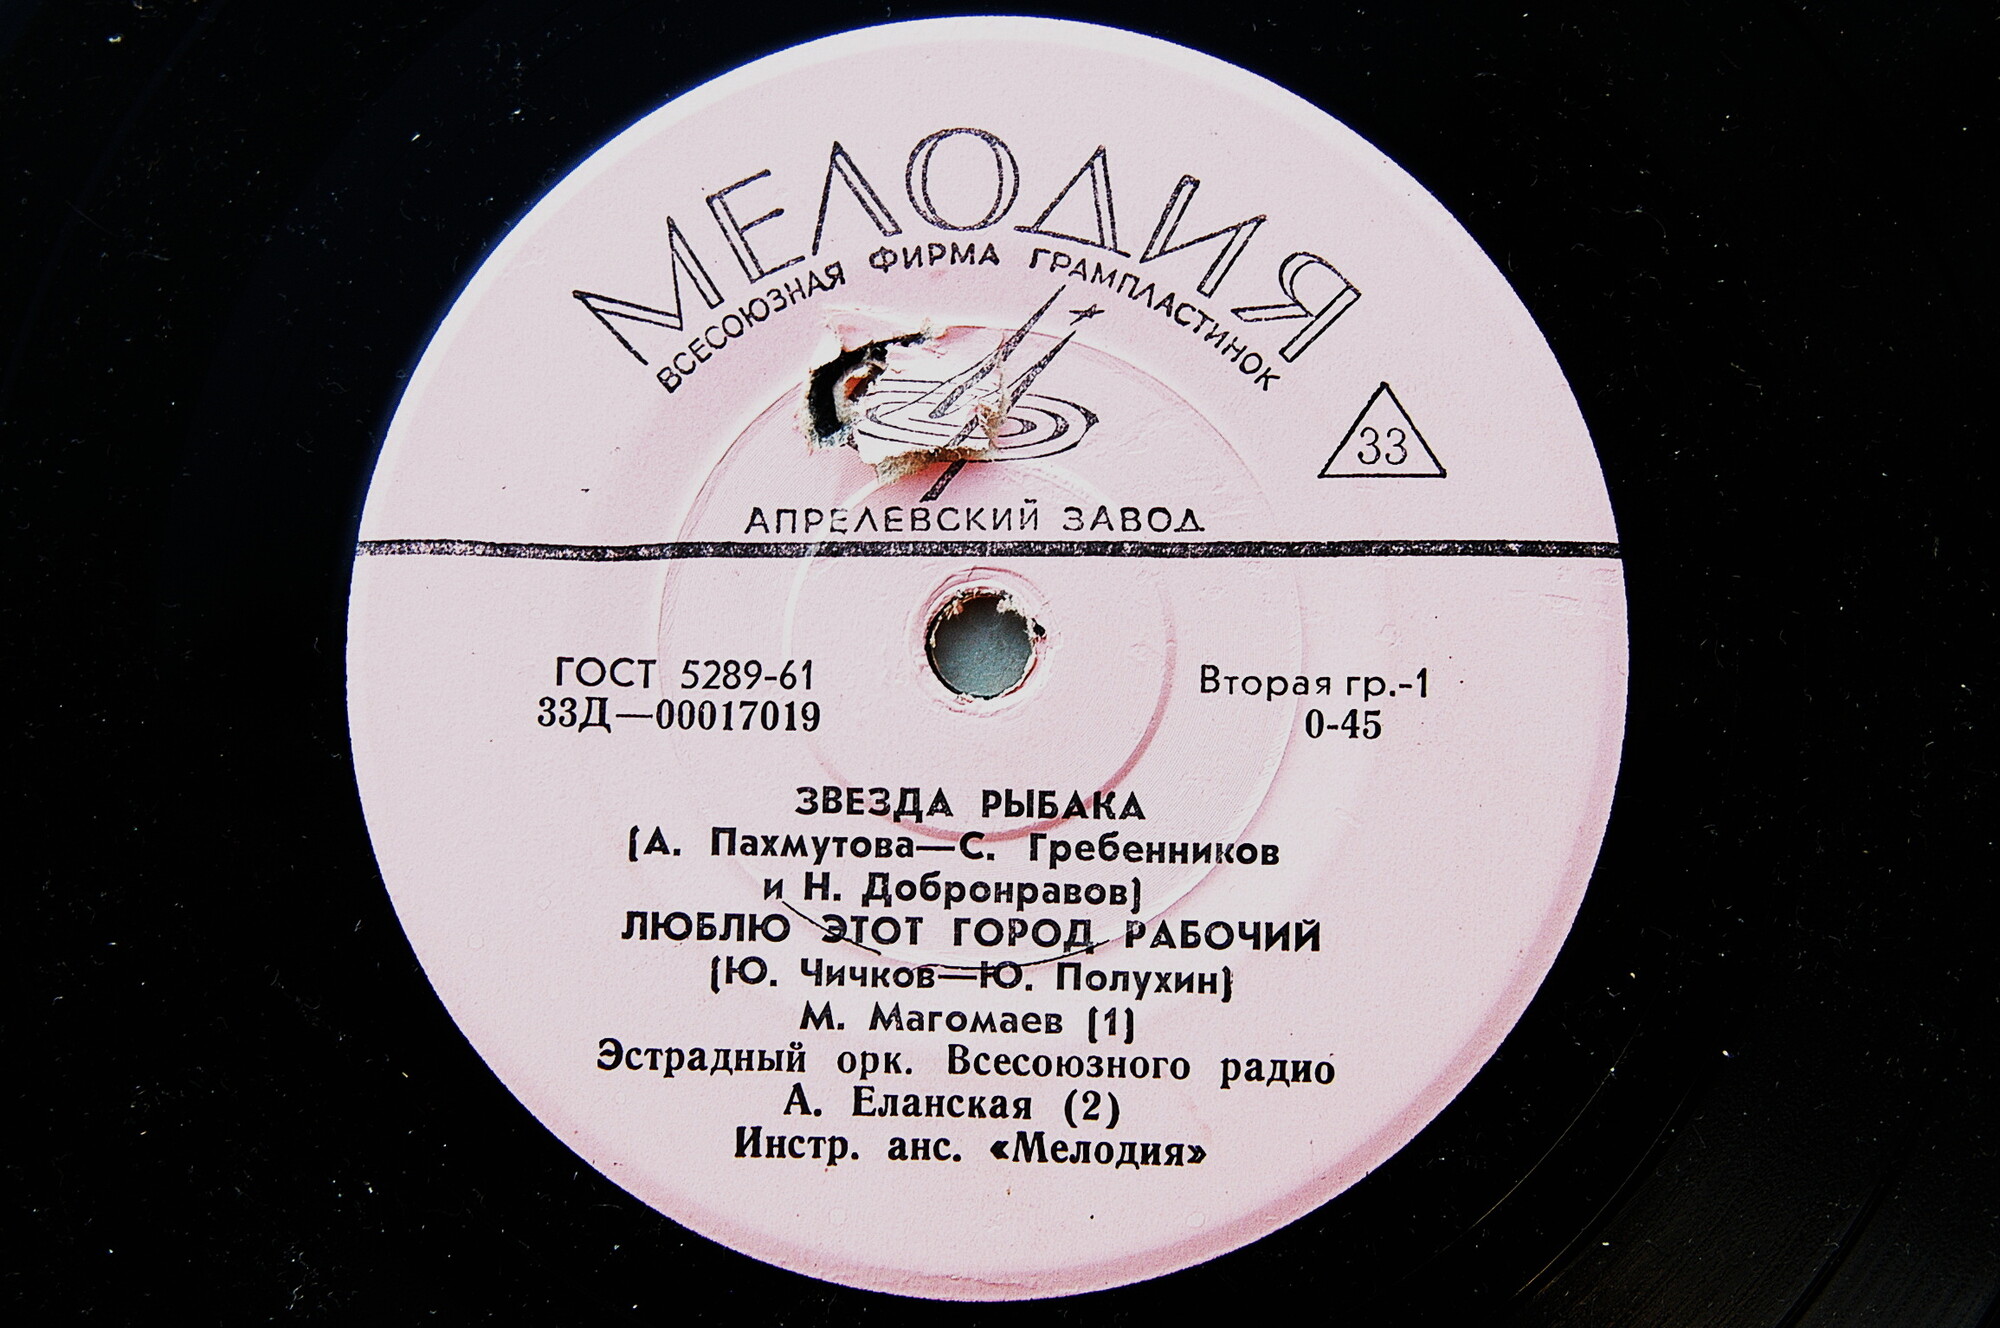 МЕЛОДИЯ
ВСЕСОЮЗНАЯ ФИРМА ГРАМПЛАСТИНОК
33
АПРЕЛЕВСКИЙ ЗАВОД
ГОСТ 5289-61
33Д—00017019
Вторая гр.-1
0-45
ЗВЕЗДА РЫБАКА
(А. Пахмутова—С. Гребенников
и Н. Добронравов)
ЛЮБЛЮ ЭТОТ ГОРОД РАБОЧИЙ
(Ю. Чичков—Ю. Полухин)
М. Магомаев (1)
Эстрадный орк. Всесоюзного радио
А. Еланская (2)
Инстр. анс. «Мелодия»